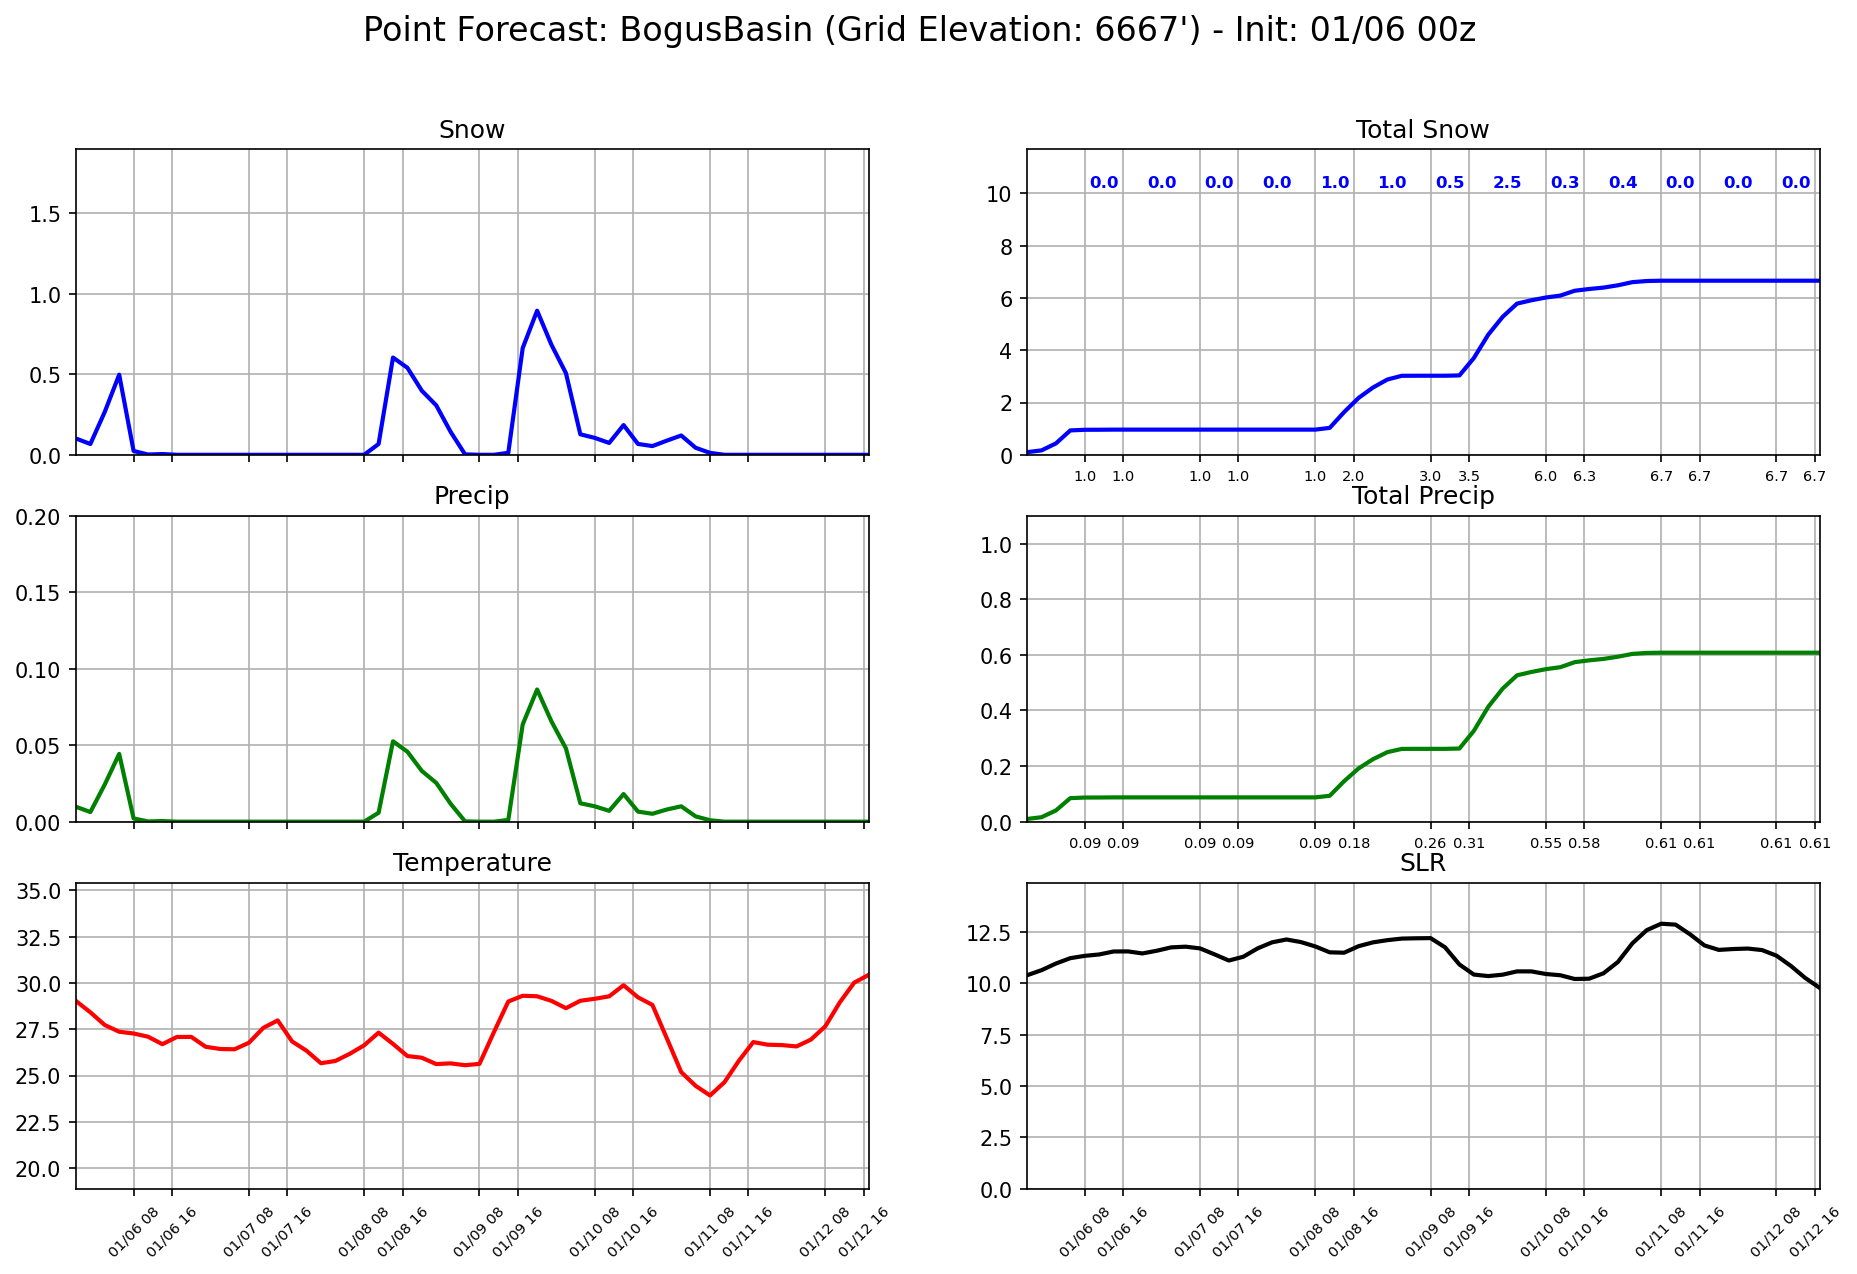 Point Forecast: BogusBasin (Grid Elevation: 6667') - Init: 01/06 00z
Snow
1.5
1.0
0.5
0.0
Total Snow
0.0 0.0 0.0 0.0 1.0 1.0 0.5 2.5 0.3 0.4 0.0 0.0 0.0
10
8
6
4
2
0
1.0 1.0 1.0 1.0 1.0 2.0 3.0 3.5 6.0 6.3 6.7 6.7 6.7 6.7
Precip
0.20
0.15
0.10
0.05
0.00
Total Precip
1.0
0.8
0.6
0.4
0.2
0.0
0.09 0.09 0.09 0.09 0.09 0.18 0.26 0.31 0.55 0.58 0.61 0.61 0.61 0.61
Temperature
35.0
32.5
30.0
27.5
25.0
22.5
20.0
01/06 08 01/06 16 01/07 08 01/07 16 01/08 08 01/08 16 01/09 08 01/09 16 01/10 08 01/10 16 01/11 08 01/11 16 01/12 08 01/12 16
SLR
12.5
10.0
7.5
5.0
2.5
0.0
01/06 08 01/06 16 01/07 08 01/07 16 01/08 08 01/08 16 01/09 08 01/09 16 01/10 08 01/10 16 01/11 08 01/11 16 01/12 08 01/12 16